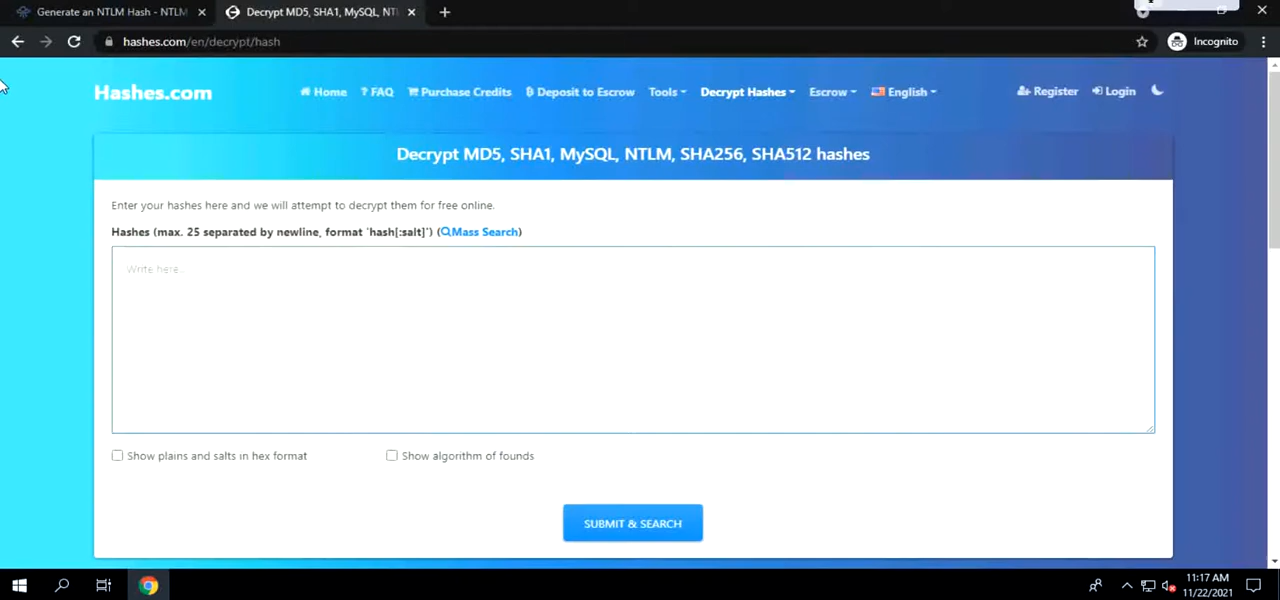 Generate an NTLM Hash - NTLM
Decrypt MD5, SHA1, MySQL, NT
hashes.com/en/decrypt/hash
Incognito
Hashes.com
Home
? FAQ
Purchase Credits
Deposit to Escrow
Tools
Decrypt Hashes
Escrow
English
Register
Login
Decrypt MD5, SHA1, MySQL, NTLM, SHA256, SHA512 hashes
Enter your hashes here and we will attempt to decrypt them for free online.
Hashes (max. 25 separated by newline, format 'hash[:salt]') (Mass Search)
Write here..
Show plains and salts in hex format
Show algorithm of founds
SUBMIT & SEARCH
11:17 AM
11/22/2021